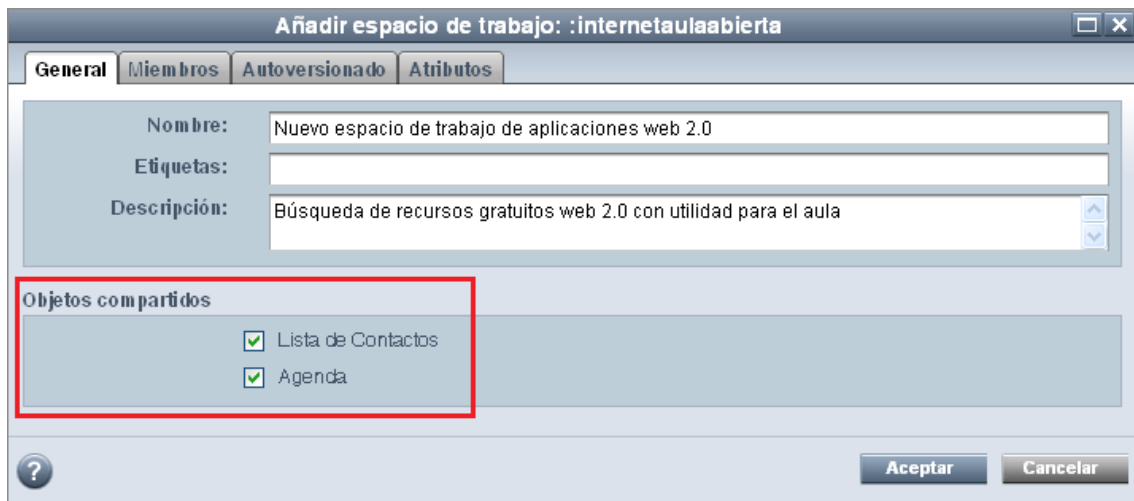 Añadir espacio de trabajo: :internetaulaabierta
General Miembros Autoversionado Atributos
Nombre: Nuevo espacio de trabajo de aplicaciones web 2.0
Etiquetas:
Descripción: Búsqueda de recursos gratuitos web 2.0 con utilidad para el aula
Objetos compartidos
Lista de Contactos
Agenda
? Aceptar Cancelar